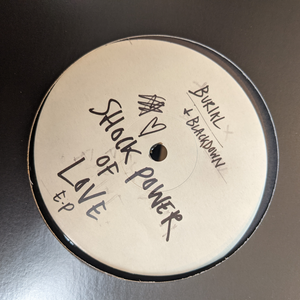 BURIAL
+ BLACKDOWN
SHOCK POWER
OF
LOVE
E.P